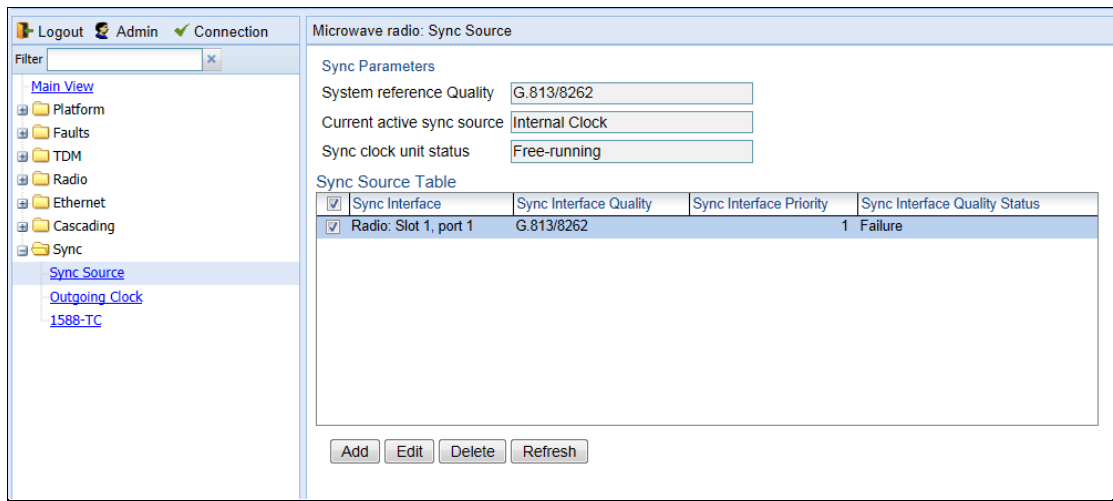 Logout Admin Connection
Filter
Main View
Platform
Faults
TDM
Radio
Ethernet
Cascading
Sync
Sync Source
Outgoing Clock
1588-TC
Microwave radio: Sync Source
Sync Parameters
System reference Quality G.813/8262
Current active sync source Internal Clock
Sync clock unit status Free-running
Sync Source Table
Sync Interface Sync Interface Quality Sync Interface Priority Sync Interface Quality Status
Radio: Slot 1, port 1 G.813/8262 1 Failure
Add Edit Delete Refresh